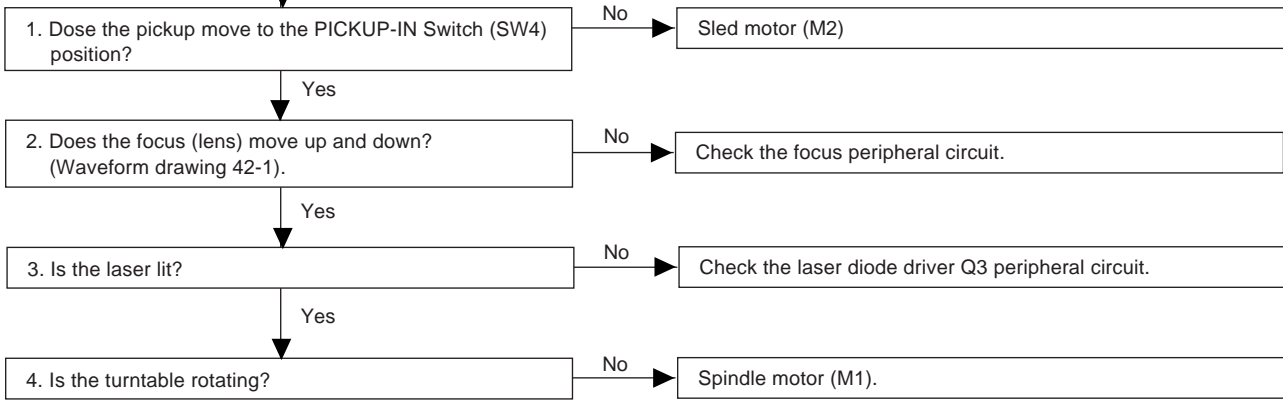 1. Dose the pickup move to the PICKUP-IN Switch (SW4)
position?
No
Sled motor (M2)
Yes
2. Does the focus (lens) move up and down?
(Waveform drawing 42-1).
No
Check the focus peripheral circuit.
Yes
3. Is the laser lit?
No
Check the laser diode driver Q3 peripheral circuit.
Yes
4. Is the turntable rotating?
No
Spindle motor (M1).